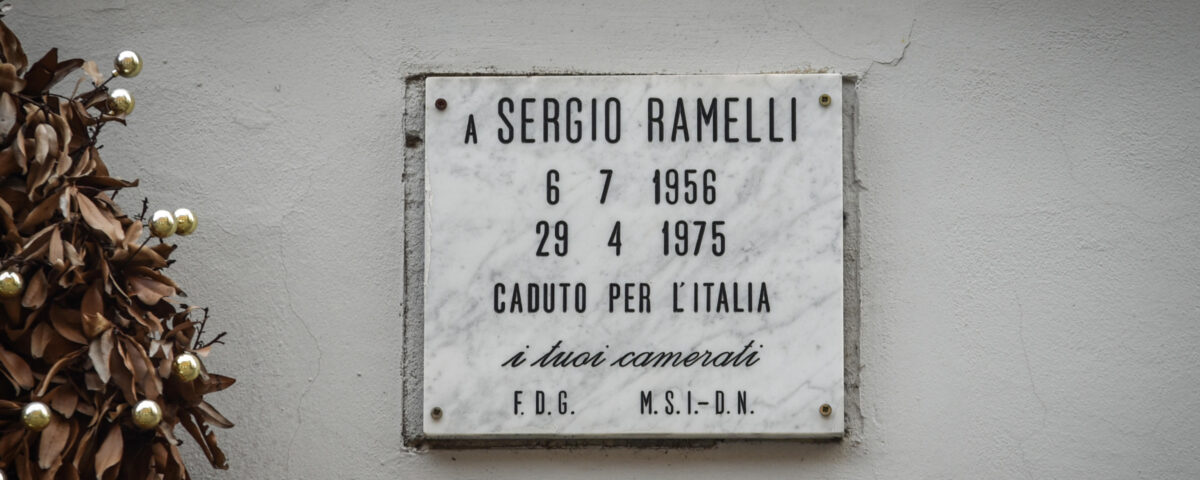 A SERGIO RAMELLI
6 7 1956
29 4 1975
CADUTO PER L'ITALIA
i tuoi camerati
F. D. G. M. S. I.-D. N.